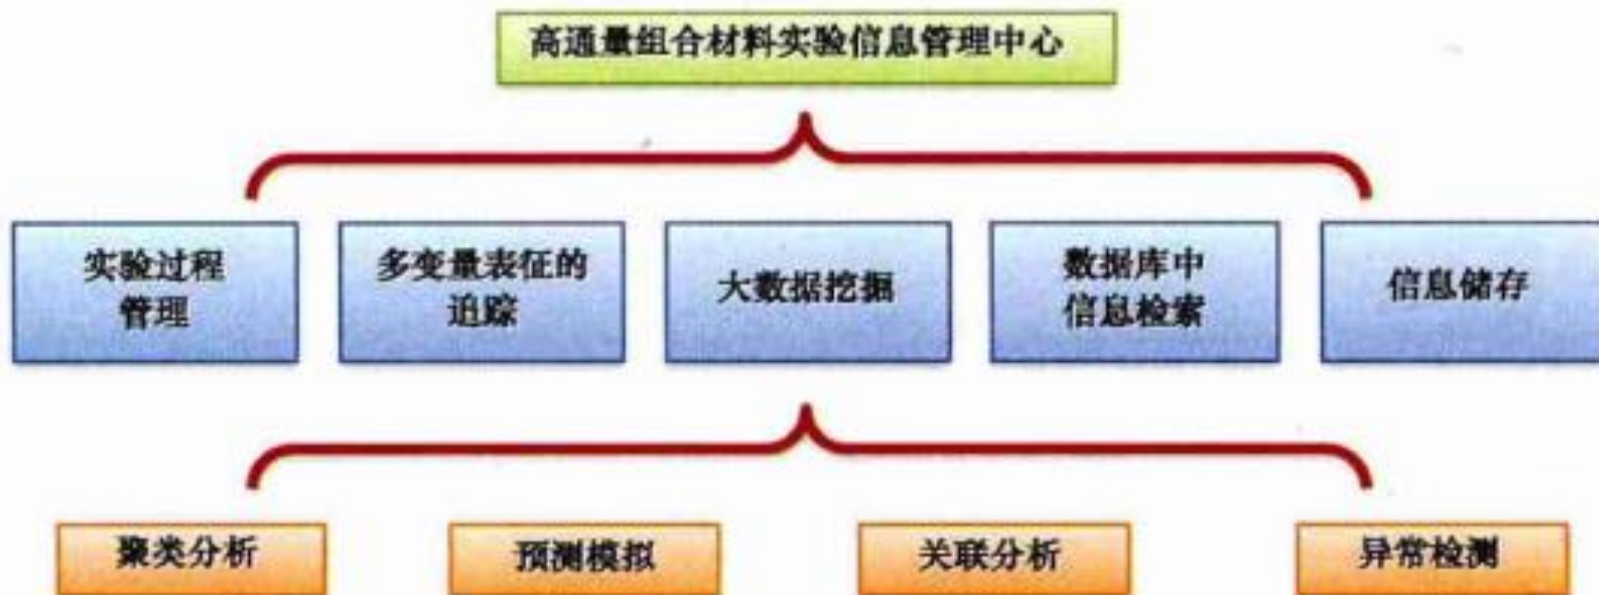 高通量组合材料实验信息管理中心
实验过程
管理
多变量表征的
追踪
大数据挖掘
数据库中
信息检索
信息储存
聚类分析
预测模拟
关联分析
异常检测